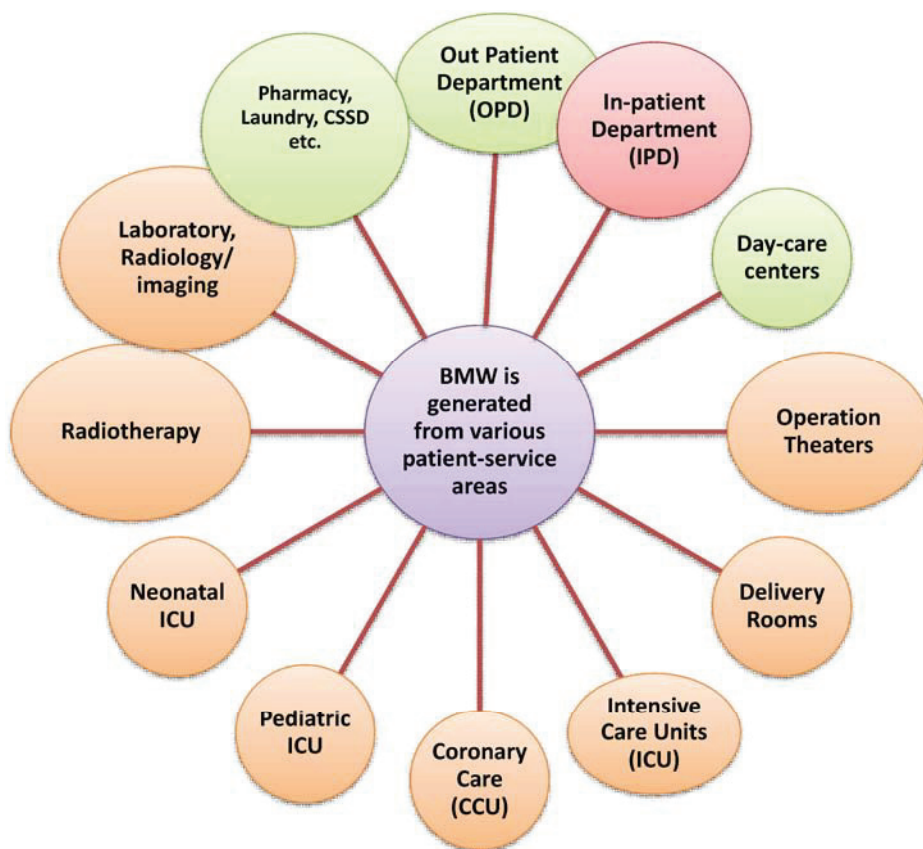 Out Patient
Department
(OPD)
In-patient
Department
(IPD)
Day-care
centers
Operation
Theaters
Delivery
Rooms
Intensive
Care Units
(ICU)
Coronary
Care
(CCU)
Pediatric
ICU
Neonatal
ICU
Radiotherapy
Laboratory,
Radiology/
imaging
Pharmacy,
Laundry, CSSD
etc.
BMW is
generated
from various
patient-service
areas